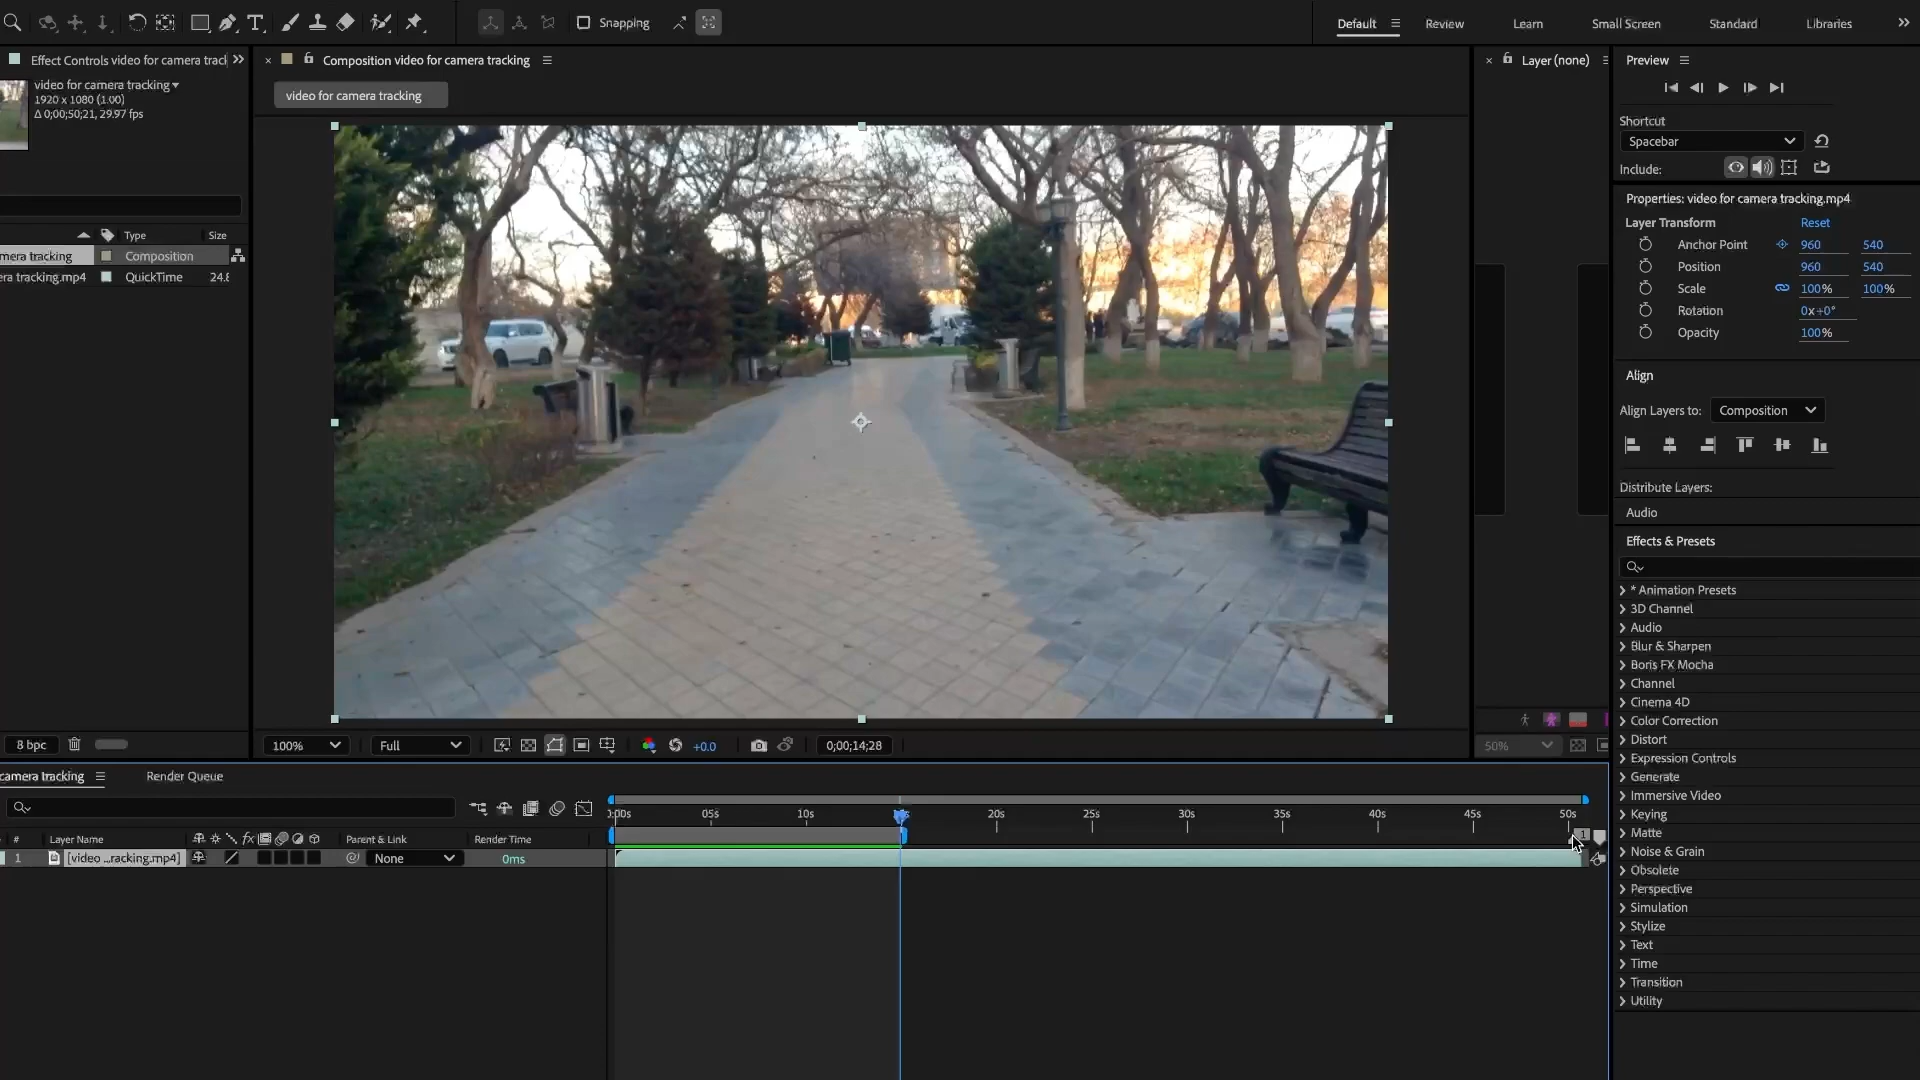 Snapping
Default
Review
Learn
Small Screen
Standard
Libraries
Effect Controls video for camera trac
video for camera tracking
1920 x 1080 (1.00)
Δ 0;00;50;21, 29.97 fps
Type
Size
mera tracking
Composition
era tracking.mp4
QuickTime
24.8
8 bpc
Composition video for camera tracking
video for camera tracking
100%
Full
+0.0
0;00;14;28
Layer (none)
50%
Preview
Shortcut
Spacebar
Include:
Properties: video for camera tracking.mp4
Layer Transform
Reset
Anchor Point
960
540
Position
960
540
Scale
100%
100%
Rotation
0x+0°
Opacity
100%
Align
Align Layers to:
Composition
Distribute Layers:
Audio
Effects & Presets
* Animation Presets
3D Channel
Audio
Blur & Sharpen
Boris FX Mocha
Channel
Cinema 4D
Color Correction
Distort
Expression Controls
Generate
Immersive Video
Keying
Matte
Noise & Grain
Obsolete
Perspective
Simulation
Stylize
Text
Time
Transition
Utility
camera tracking
Render Queue
:00s
05s
10s
20s
25s
30s
35s
40s
45s
50s
#
Layer Name
fx
Parent & Link
Render Time
1
1
[video ...racking.mp4]
None
0ms